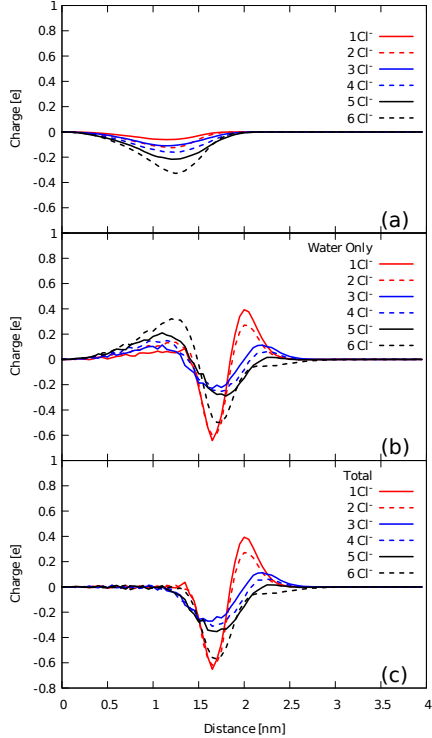 1
0.8
0.6
0.4
0.2
0
-0.2
-0.4
-0.6
Charge [e]
1 Cl⁻
2 Cl⁻
3 Cl⁻
4 Cl⁻
5 Cl⁻
6 Cl⁻
(a)
1
0.8
0.6
0.4
0.2
0
-0.2
-0.4
-0.6
Charge [e]
Water Only
1 Cl⁻
2 Cl⁻
3 Cl⁻
4 Cl⁻
5 Cl⁻
6 Cl⁻
(b)
1
0.8
0.6
0.4
0.2
0
-0.2
-0.4
-0.6
-0.8
Charge [e]
Total
1 Cl⁻
2 Cl⁻
3 Cl⁻
4 Cl⁻
5 Cl⁻
6 Cl⁻
(c)
0 0.5 1 1.5 2 2.5 3 3.5 4
Distance [nm]